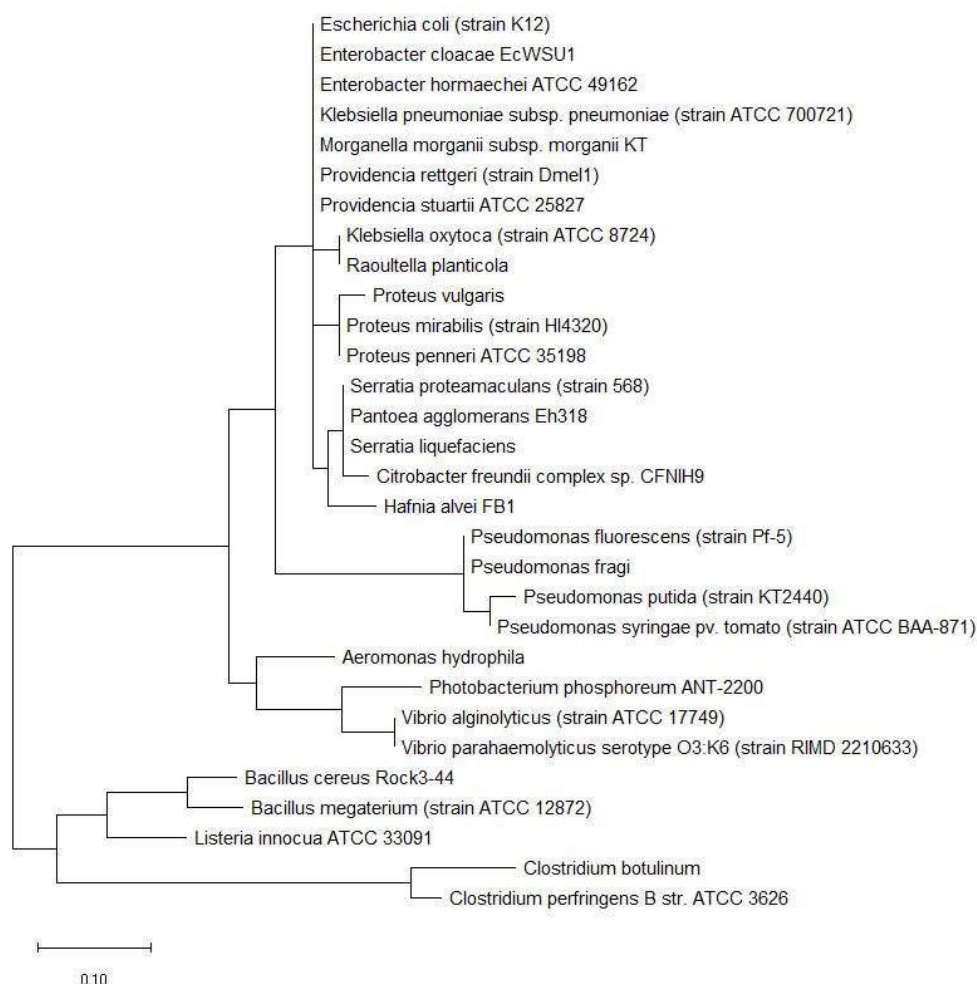 Escherichia coli (strain K12)
Enterobacter cloacae EcWSU1
Enterobacter hormaechei ATCC 49162
Klebsiella pneumoniae subsp. pneumoniae (strain ATCC 700721)
Morganella morganii subsp. morganii KT
Providencia rettgeri (strain Dmel1)
Providencia stuartii ATCC 25827
Klebsiella oxytoca (strain ATCC 8724)
Raoultella planticola
Proteus vulgaris
Proteus mirabilis (strain HI4320)
Proteus penneri ATCC 35198
Serratia proteamaculans (strain 568)
Pantoea agglomerans Eh318
Serratia liquefaciens
Citrobacter freundii complex sp. CFNIH9
Hafnia alvei FB1
Pseudomonas fluorescens (strain Pf-5)
Pseudomonas fragi
Pseudomonas putida (strain KT2440)
Pseudomonas syringae pv. tomato (strain ATCC BAA-871)
Aeromonas hydrophila
Photobacterium phosphoreum ANT-2200
Vibrio alginolyticus (strain ATCC 17749)
Vibrio parahaemolyticus serotype O3:K6 (strain RIMD 2210633)
Bacillus cereus Rock3-44
Bacillus megaterium (strain ATCC 12872)
Listeria innocua ATCC 33091
Clostridium botulinum
Clostridium perfringens B str. ATCC 3626
0.10